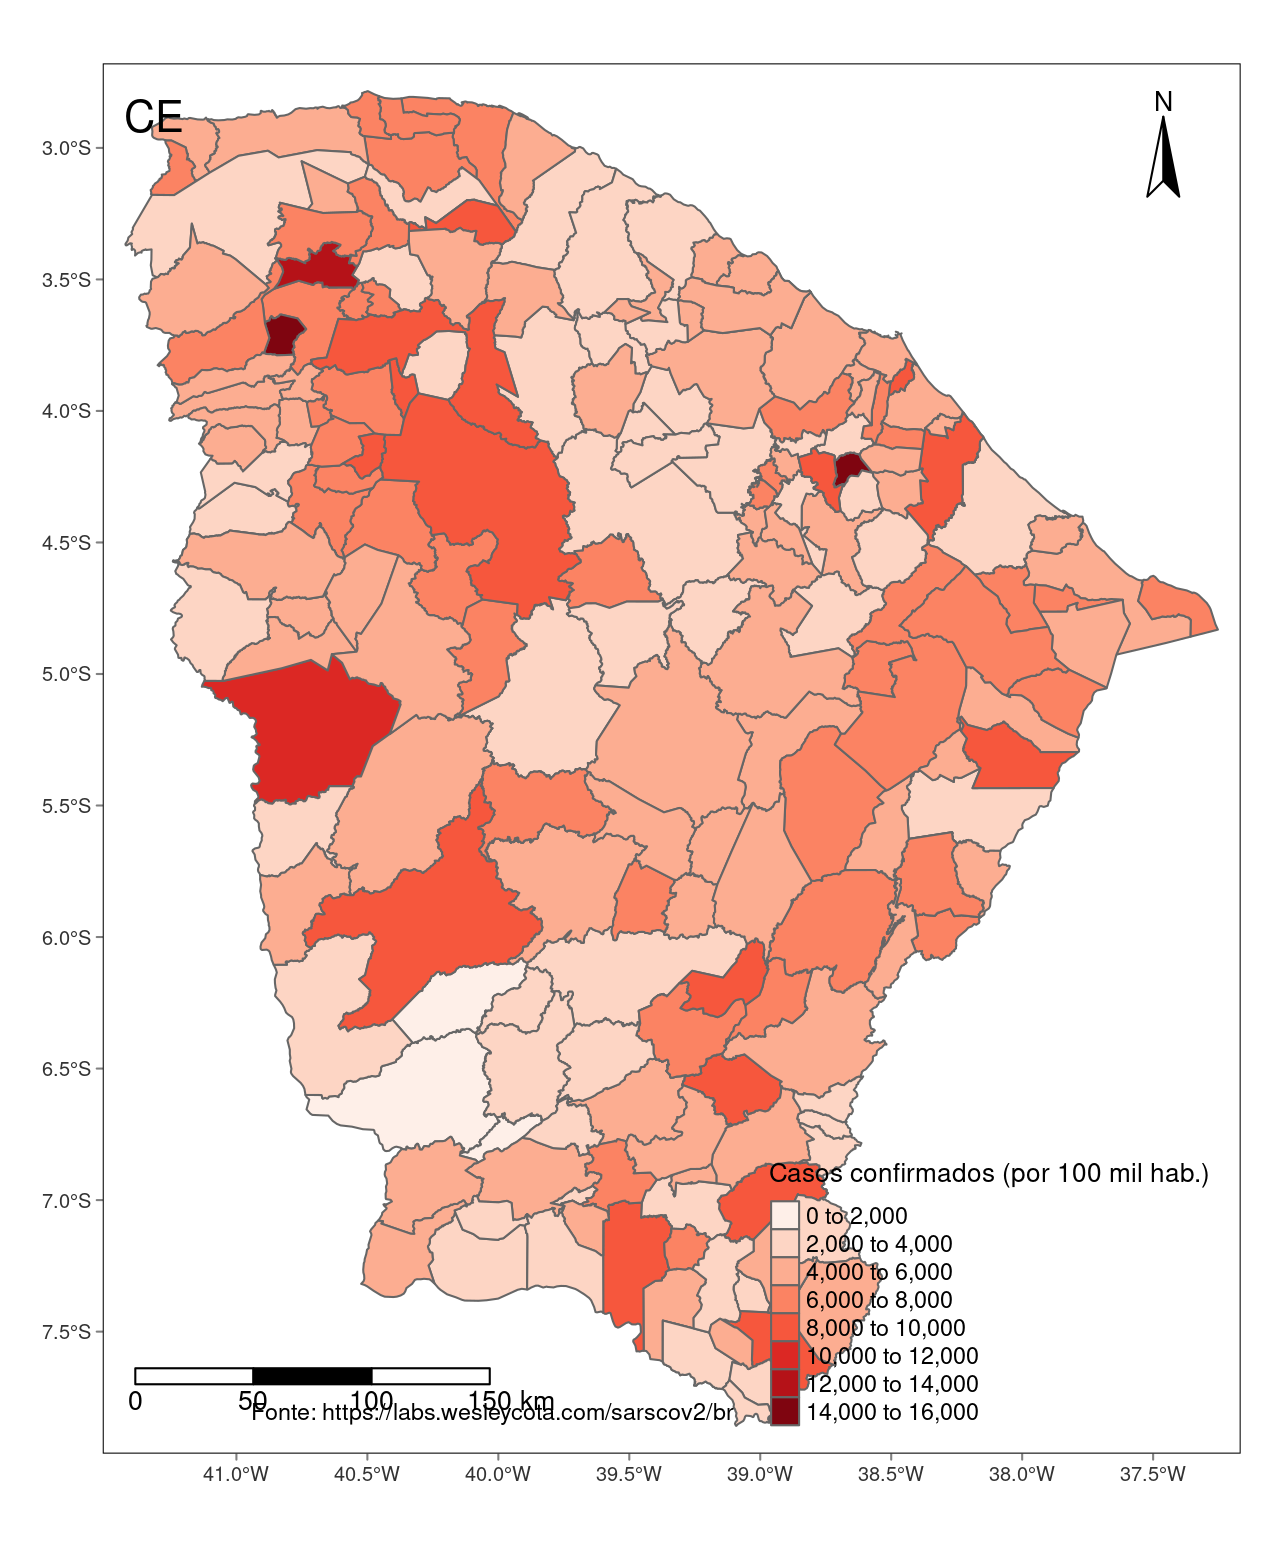 CE
N
3.0°S
3.5°S
4.0°S
4.5°S
5.0°S
5.5°S
6.0°S
6.5°S
7.0°S
7.5°S
Casos confirmados (por 100 mil hab.)
0 to 2,000
2,000 to 4,000
4,000 to 6,000
6,000 to 8,000
8,000 to 10,000
10,000 to 12,000
12,000 to 14,000
14,000 to 16,000
0 50 100 150 km
Fonte: https://labs.wesleycota.com/sarscov2/br
41.0°W 40.5°W 40.0°W 39.5°W 39.0°W 38.5°W 38.0°W 37.5°W